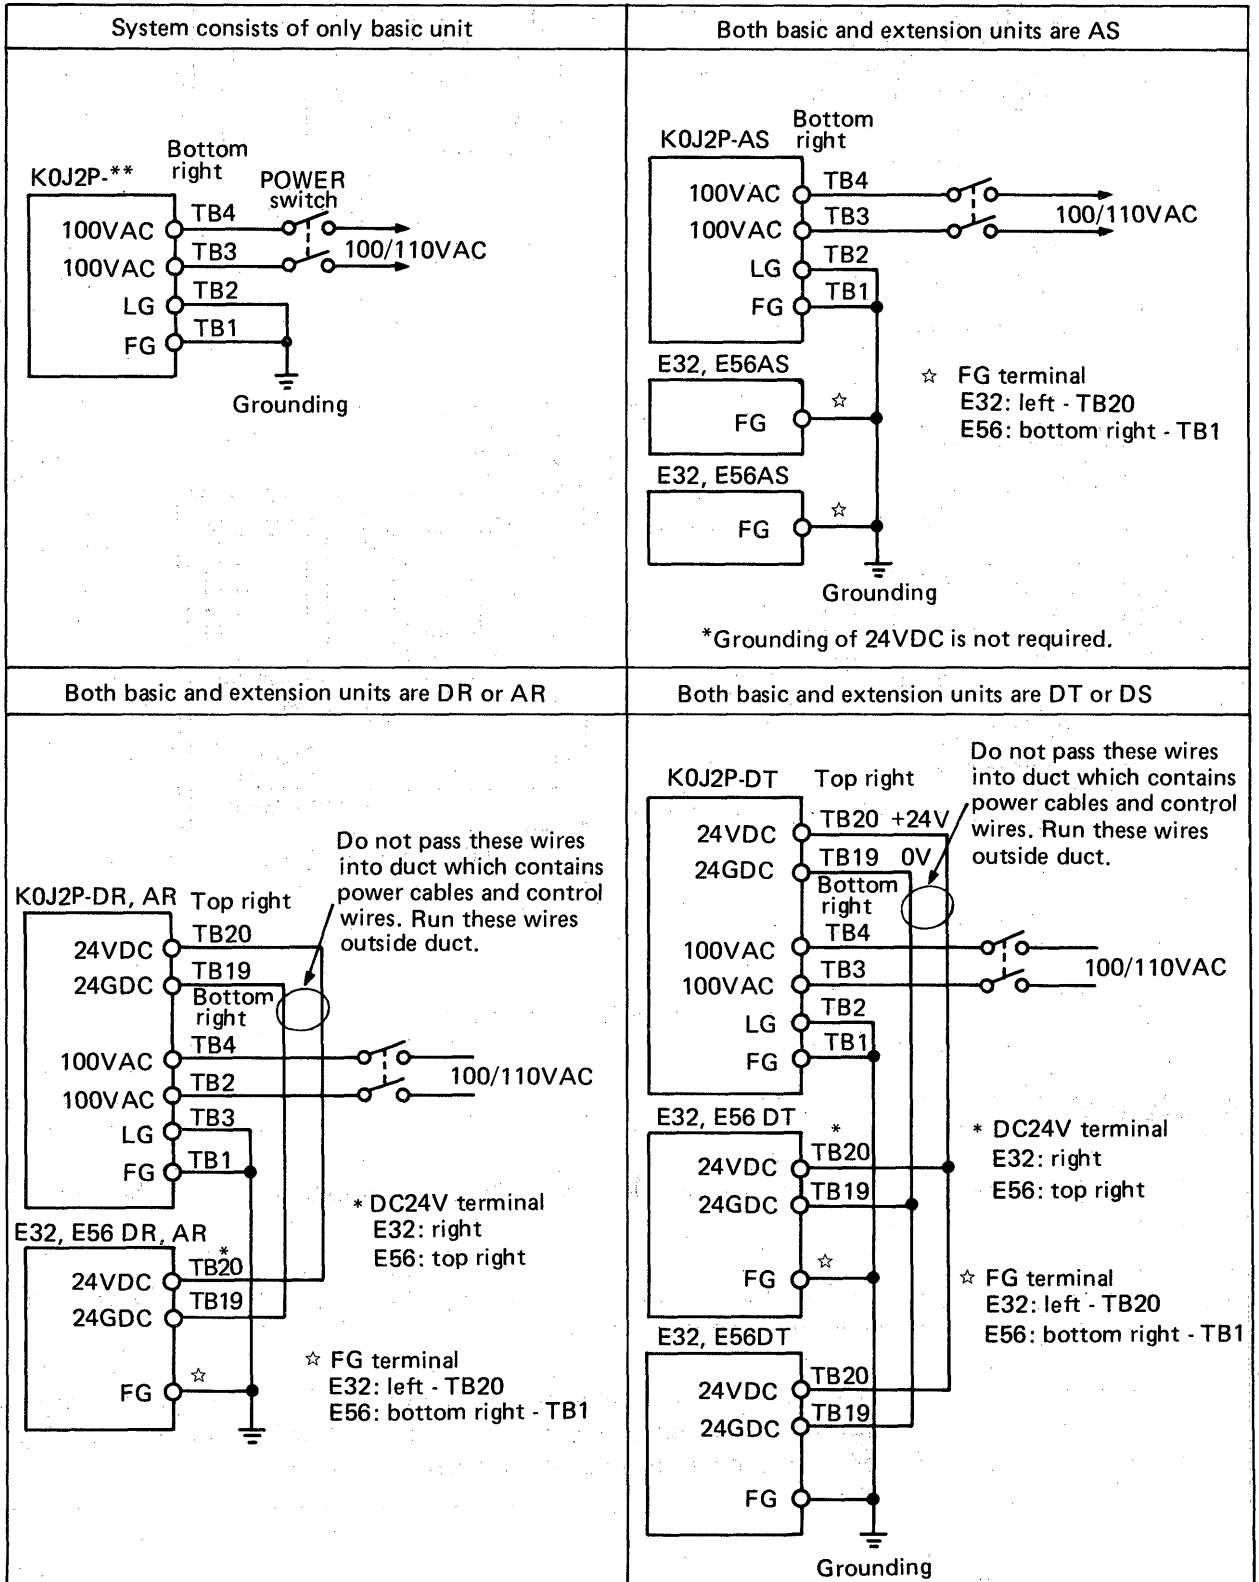 System consists of only basic unit
K0J2P-**
Bottom
right
POWER
switch
100VAC
TB4
100VAC
TB3
100/110VAC
LG
TB2
FG
TB1
Grounding
Both basic and extension units are AS
K0J2P-AS
Bottom
right
100VAC
TB4
100VAC
TB3
100/110VAC
LG
TB2
FG
TB1
E32, E56AS
FG
☆
☆ FG terminal
E32: left - TB20
E56: bottom right - TB1
E32, E56AS
FG
☆
Grounding
*Grounding of 24VDC is not required.
Both basic and extension units are DR or AR
Do not pass these wires
into duct which contains
power cables and control
wires. Run these wires
outside duct.
K0J2P-DR, AR
Top right
24VDC
TB20
24GDC
TB19
Bottom
right
100VAC
TB4
100VAC
TB2
100/110VAC
LG
TB3
FG
TB1
* DC24V terminal
E32: right
E56: top right
E32, E56 DR, AR
*
24VDC
TB20
24GDC
TB19
FG
☆
☆ FG terminal
E32: left - TB20
E56: bottom right - TB1
Both basic and extension units are DT or DS
Do not pass these wires
into duct which contains
power cables and control
wires. Run these wires
outside duct.
K0J2P-DT
Top right
24VDC
TB20 +24V
24GDC
TB19 0V
Bottom
right
100VAC
TB4
100VAC
TB3
100/110VAC
LG
TB2
FG
TB1
E32, E56 DT
*
24VDC
TB20
24GDC
TB19
FG
☆
* DC24V terminal
E32: right
E56: top right
☆ FG terminal
E32: left - TB20
E56: bottom right - TB1
E32, E56DT
24VDC
TB20
24GDC
TB19
FG
Grounding